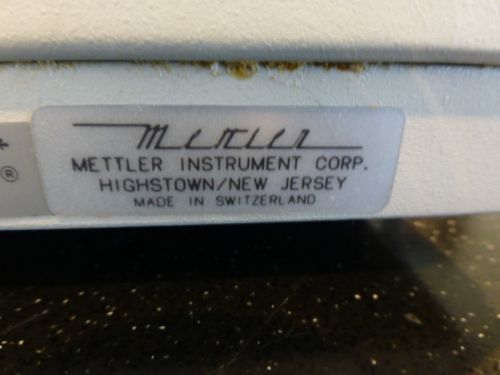 Mettler
METTLER INSTRUMENT CORP.
HIGHSTOWN/NEW JERSEY
MADE IN SWITZERLAND
®